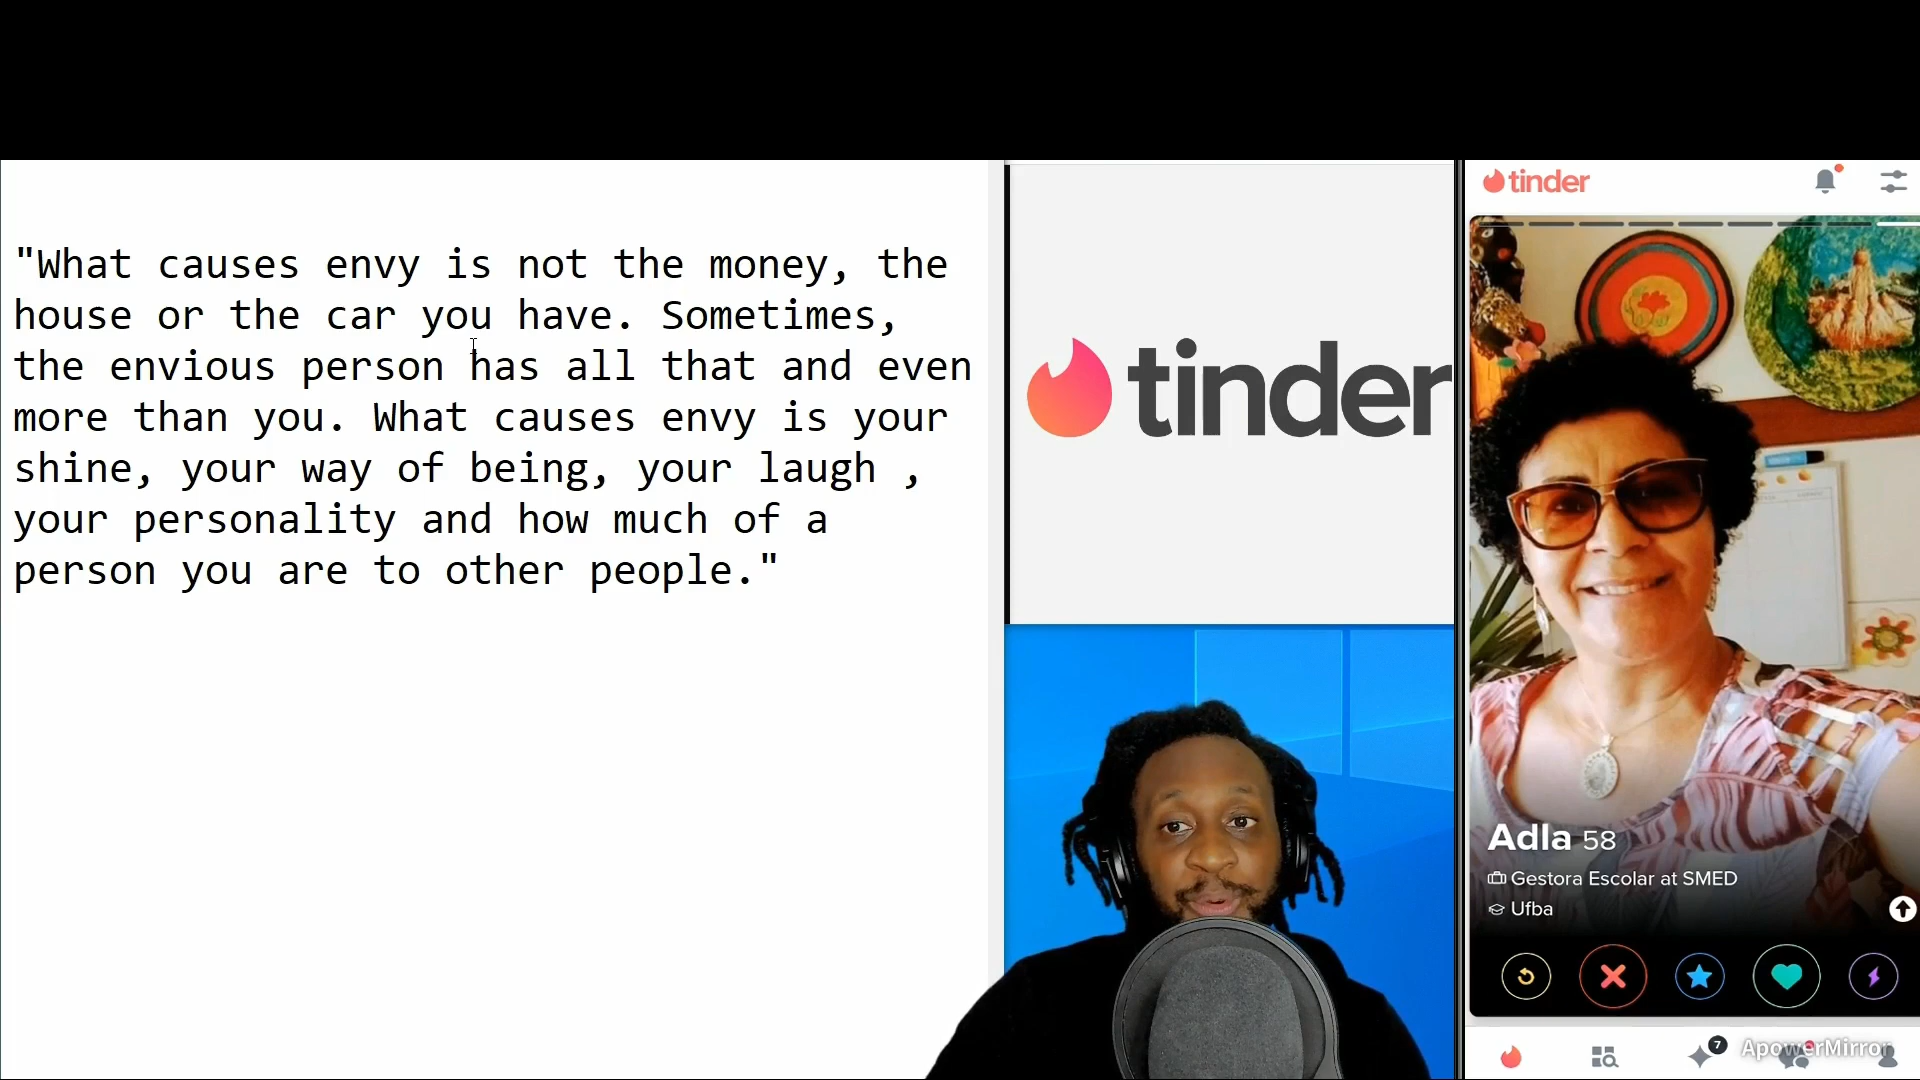 "What causes envy is not the money, the
house or the car you have. Sometimes,
the envious person has all that and even
more than you. What causes envy is your
shine, your way of being, your laugh ,
your personality and how much of a
person you are to other people."
tinder
tinder
Adla 58
Gestora Escolar at SMED
Ufba
7
ApowerMirror